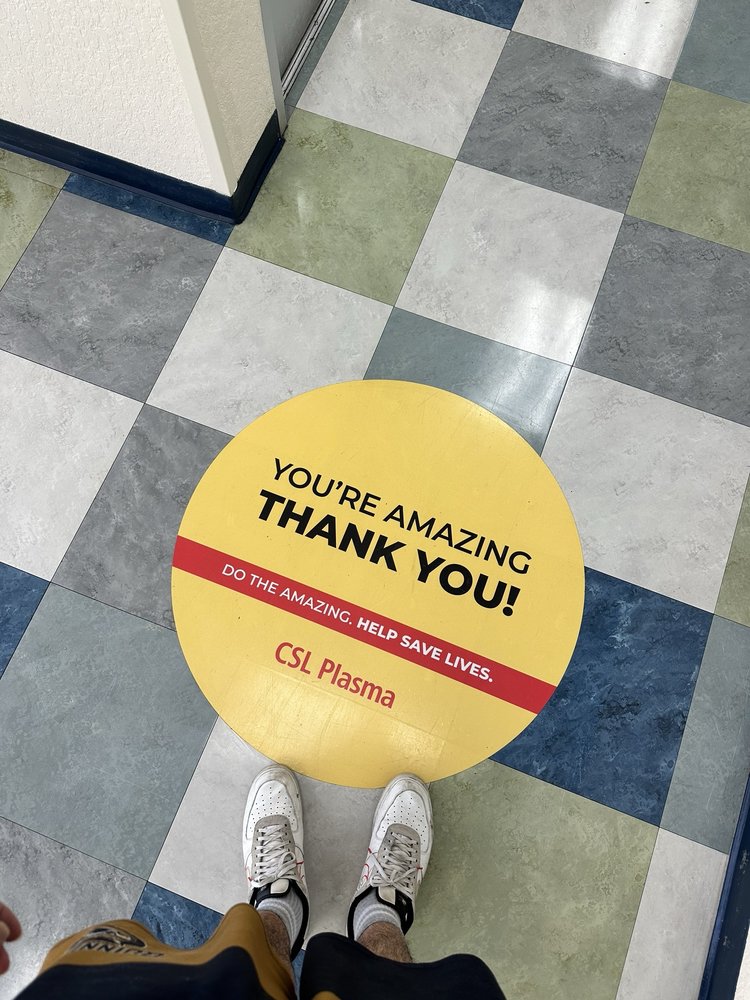 YOU'RE AMAZING
THANK YOU!
DO THE AMAZING. HELP SAVE LIVES.
CSL Plasma